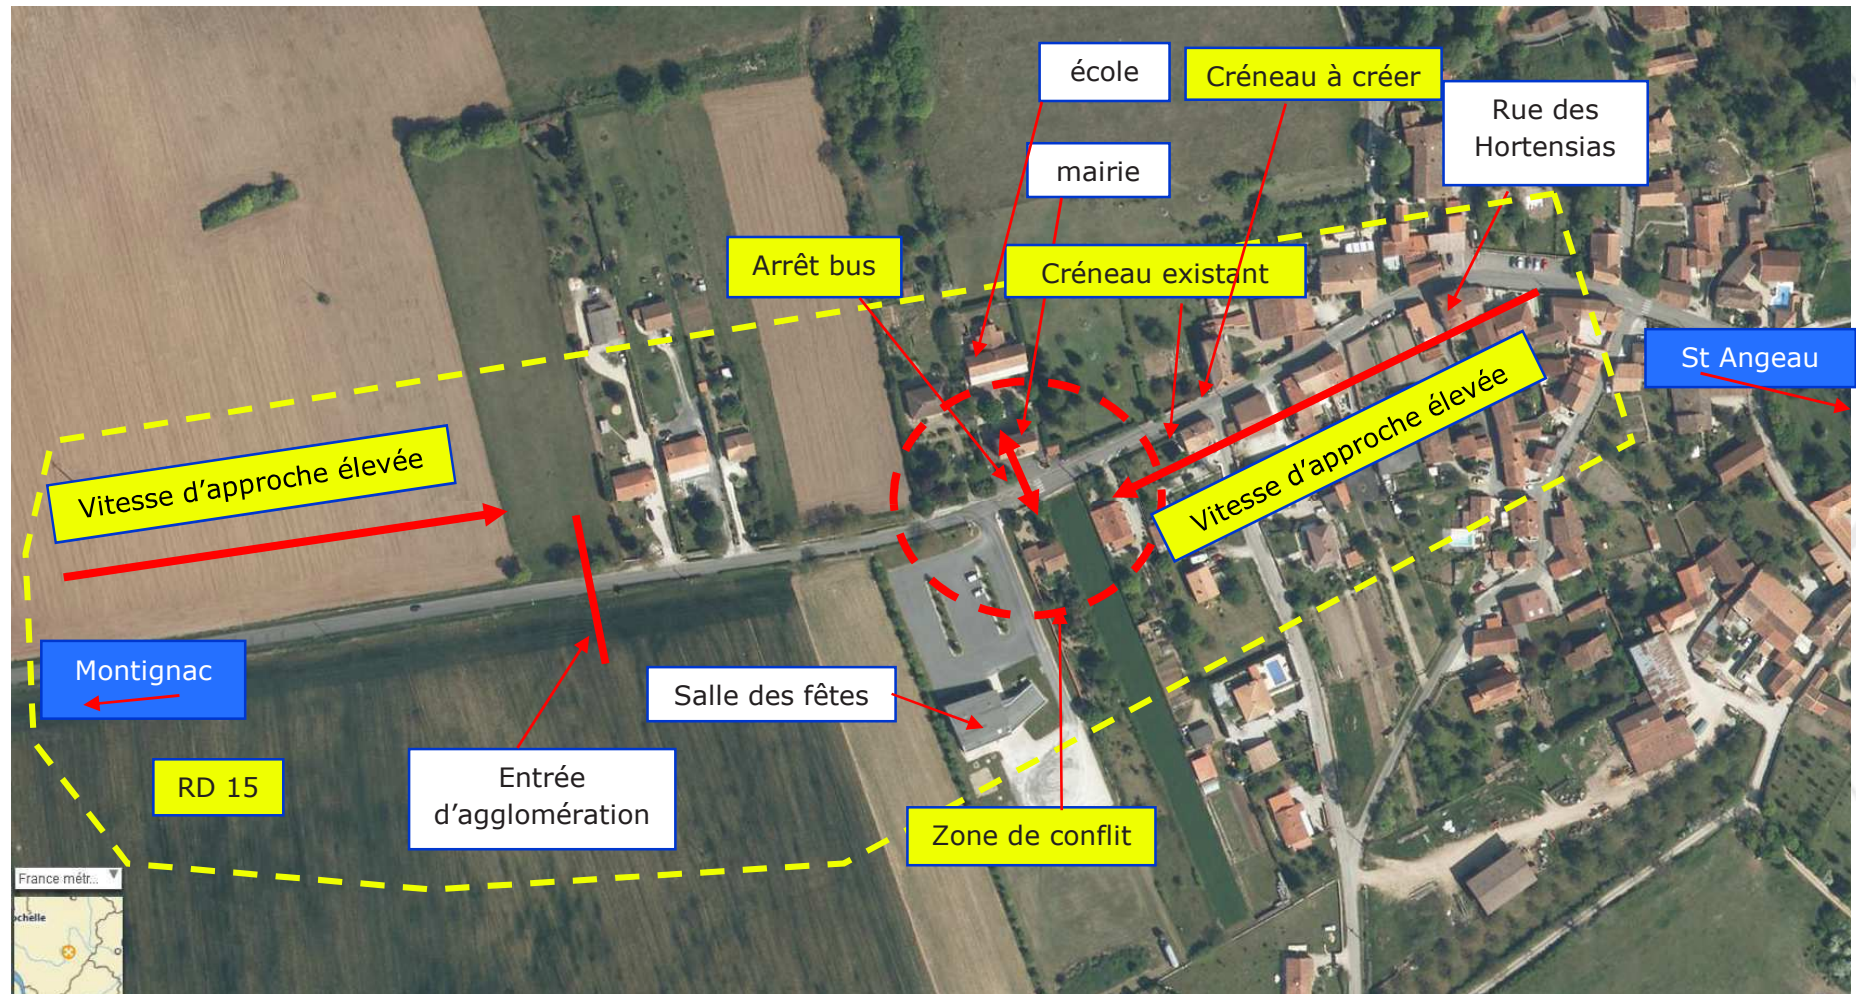 école
Créneau à créer
Rue des
Hortensias
mairie
Arrêt bus
Créneau existant
St Angeau
Vitesse d’approche élevée
Vitesse d’approche élevée
Montignac
Salle des fêtes
RD 15
Entrée
d’agglomération
Zone de conflit
France métr...
ochelle